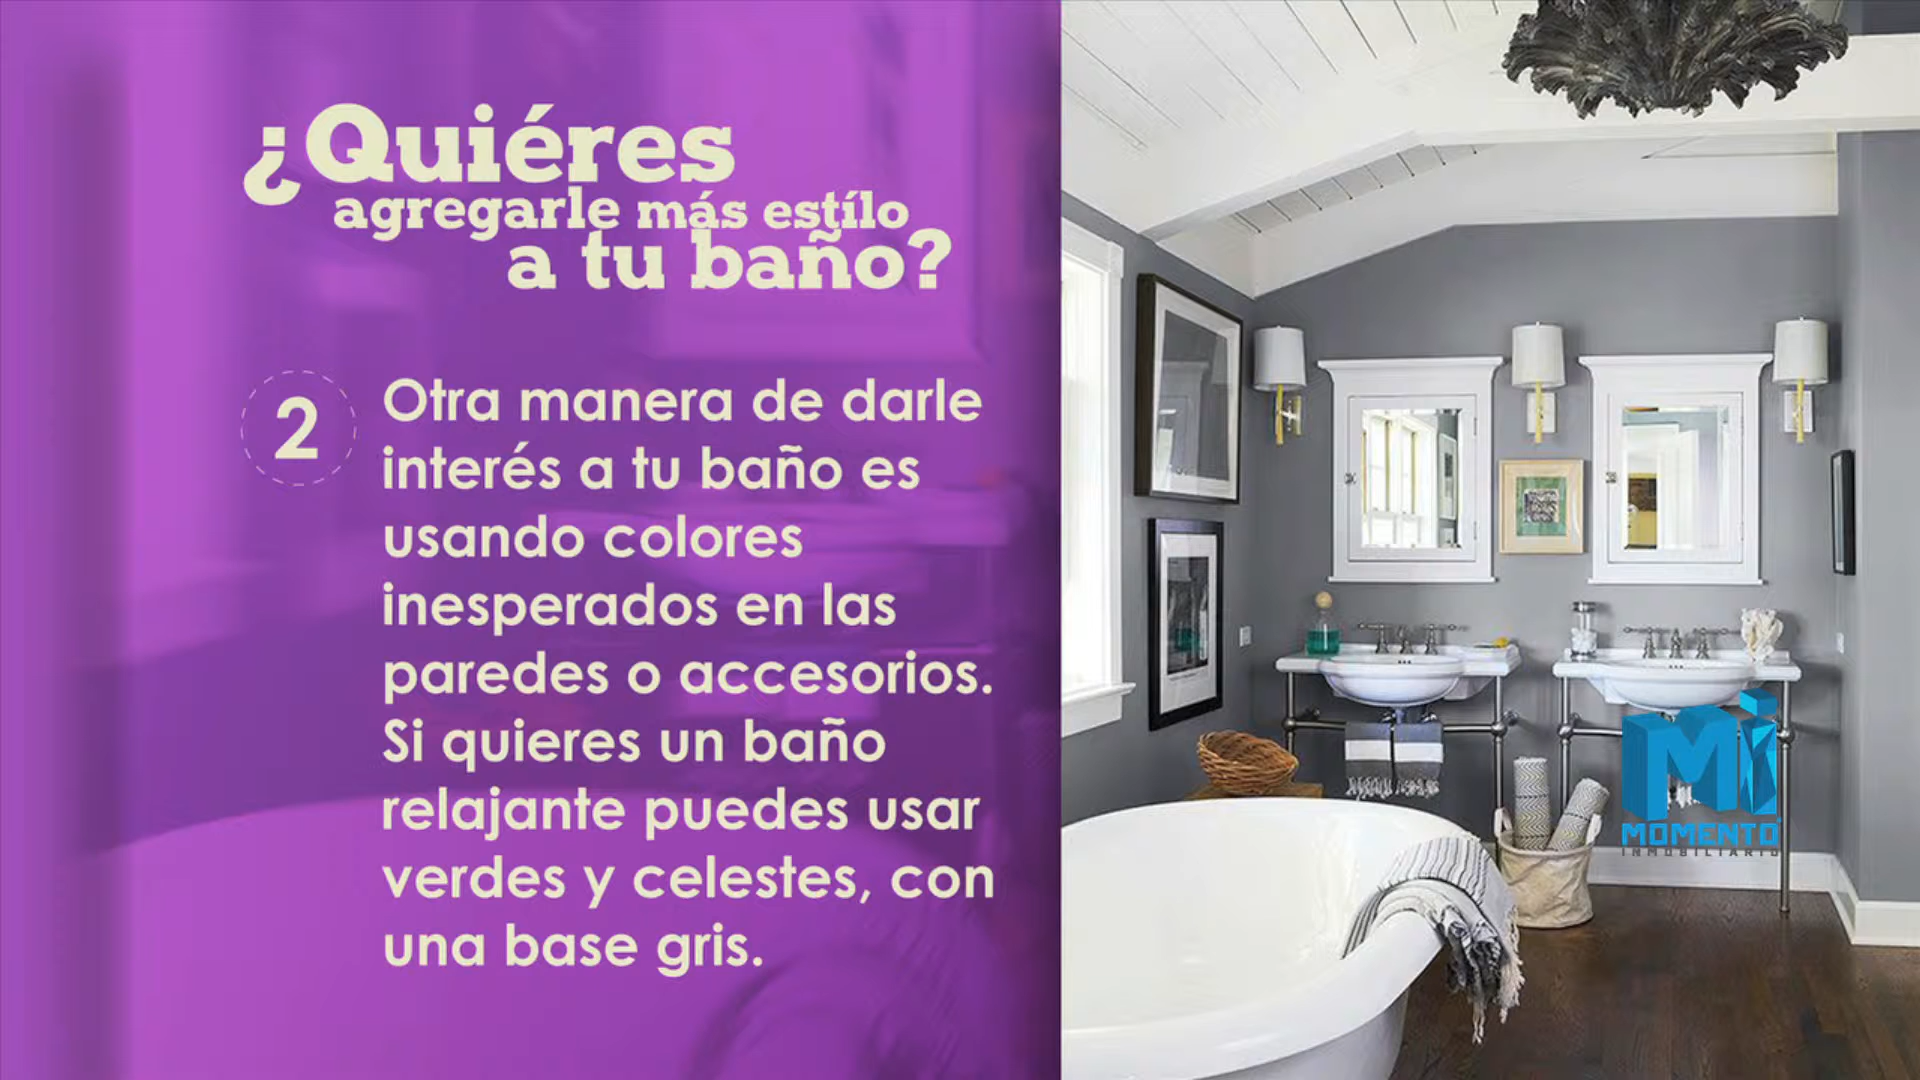 ¿Quiéres
agregarle más estílo
a tu baño?
2
Otra manera de darle
interés a tu baño es
usando colores
inesperados en las
paredes o accesorios.
Si quieres un baño
relajante puedes usar
verdes y celestes, con
una base gris.
Mi
MOMENTO
INMOBILIARIO